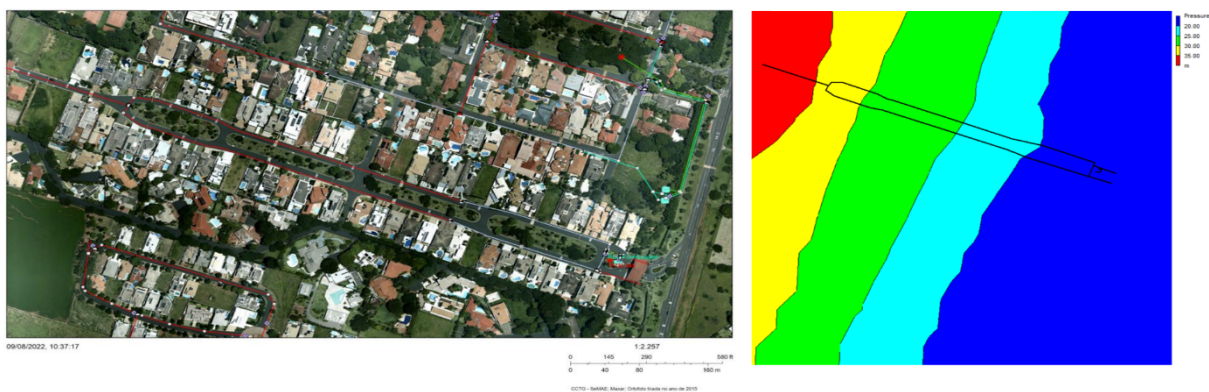 09/08/2022, 10:37:17
1:2.257
0 145 290 580 ft
0 40 80 160 m
CCTO - SeMAE, Maxar, Ortofoto tirada no ano de 2015
Pressure
20.00
25.00
30.00
35.00
m